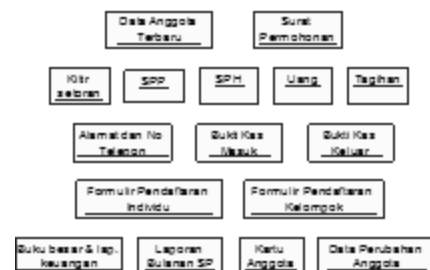 Data Anggota
Terbaru
Surat
Permohonan
Kitir
setoran
SPP
SPH
Uang
Tagihan
Alamat dan No
Telepon
Bukti Kas
Masuk
Bukti Kas
Keluar
Formulir Pendaftaran
Individu
Formulir Pendaftaran
Kelompok
Buku besar & lap.
keuangan
Laporan
Bulanan SP
Kartu
Anggota
Data Perubahan
Anggota